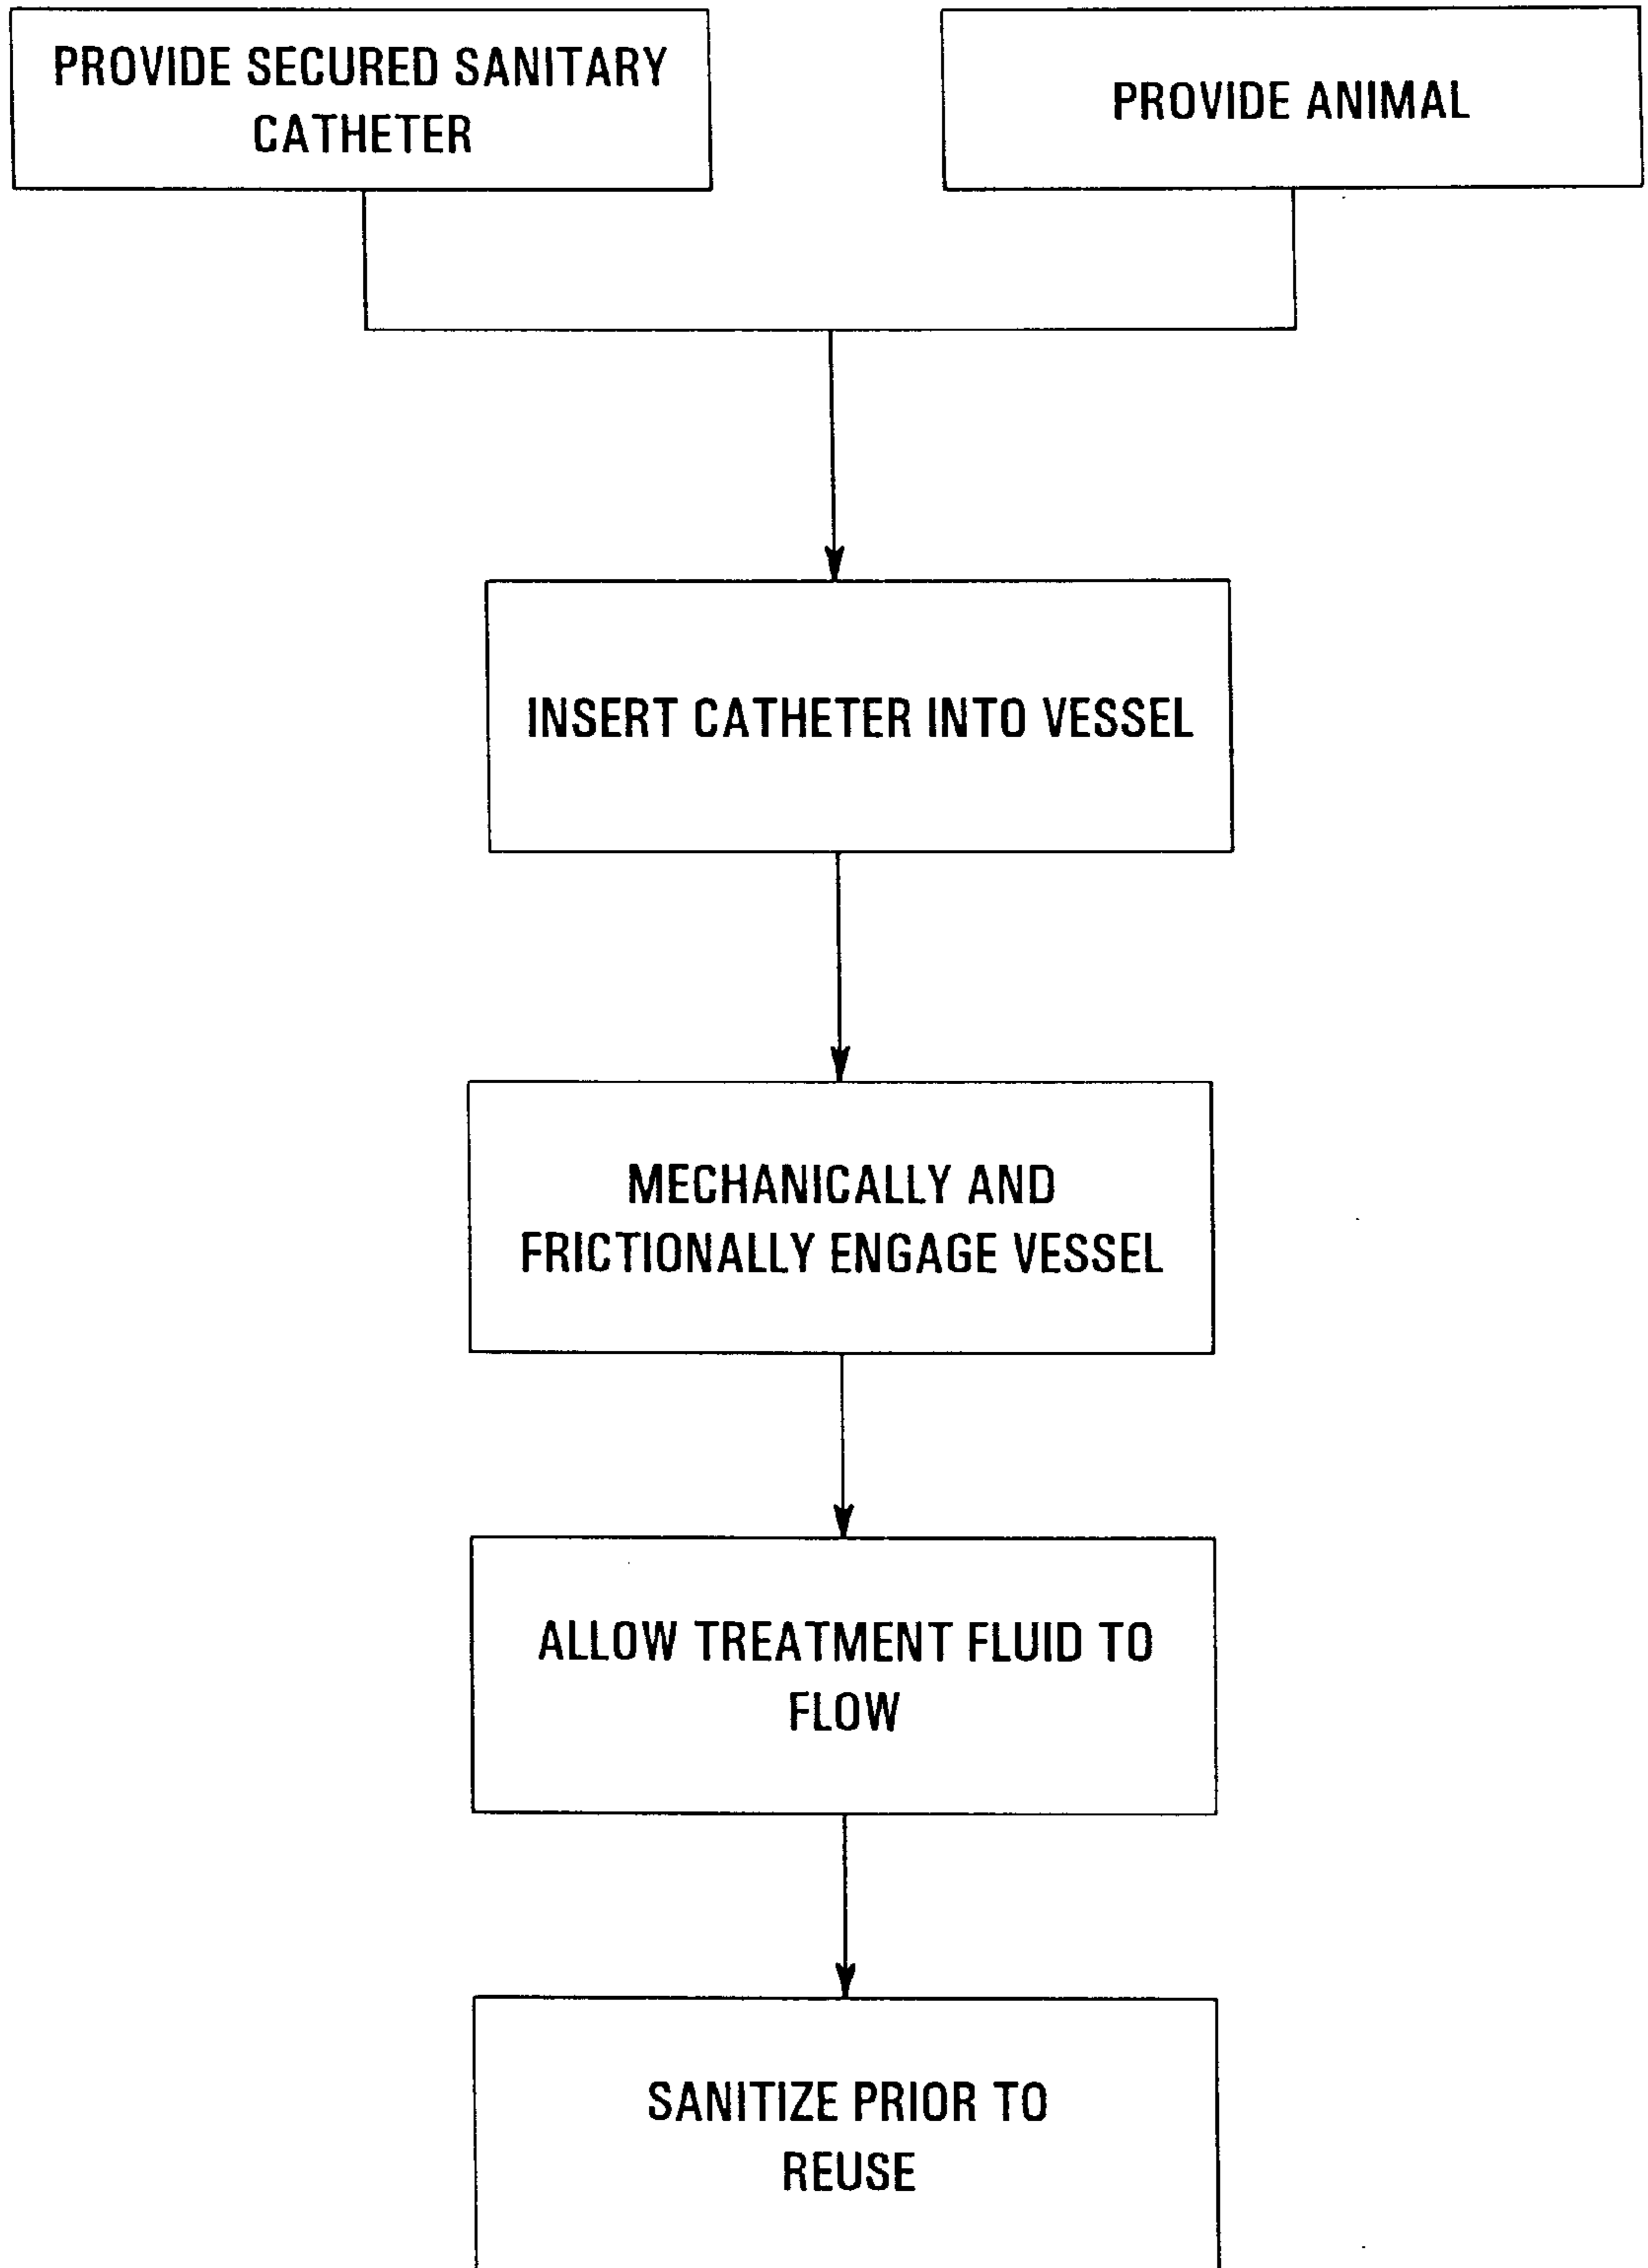 PROVIDE SECURED SANITARY
CATHETER
PROVIDE ANIMAL
INSERT CATHETER INTO VESSEL
MECHANICALLY AND
FRICTIONALLY ENGAGE VESSEL
ALLOW TREATMENT FLUID TO
FLOW
SANITIZE PRIOR TO
REUSE